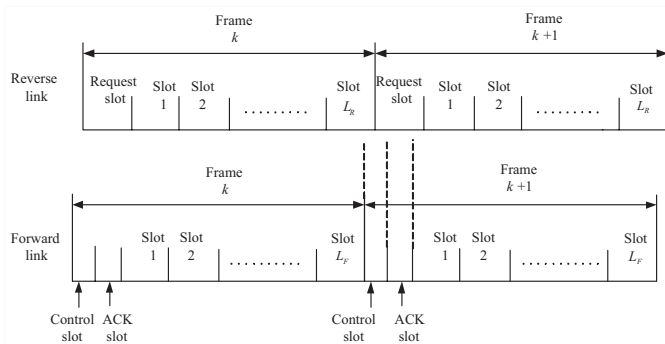 Frame
k
Frame
k +1
Reverse
link
Request
slot
Slot
1
Slot
2
.........
Slot
L_R
Request
slot
Slot
1
Slot
2
.........
Slot
L_R
Frame
k
Frame
k +1
Forward
link
Slot
1
Slot
2
..........
Slot
L_F
Slot
1
Slot
2
..........
Slot
L_F
Control
slot
ACK
slot
Control
slot
ACK
slot